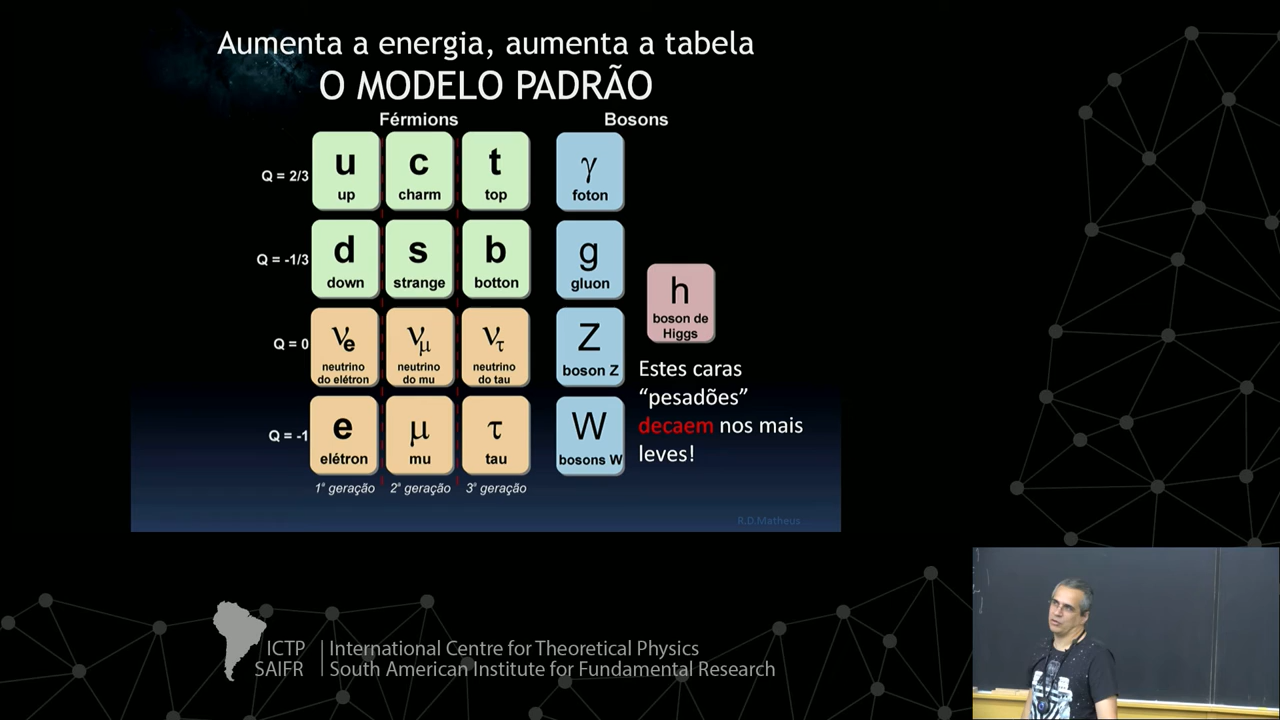 Aumenta a energia, aumenta a tabela
O MODELO PADRÃO
Férmions
Bosons
Q = 2/3
u
up
c
charm
t
top
γ
foton
Q = -1/3
d
down
s
strange
b
botton
g
gluon
h
boson de
Higgs
Q = 0
νe
neutrino
do elétron
νμ
neutrino
do mu
ντ
neutrino
do tau
Z
boson Z
Q = -1
e
elétron
μ
mu
τ
tau
W
bosons W
Estes caras
“pesadões”
decaem nos mais
leves!
1ª geração
2ª geração
3ª geração
R.D.Matheus
ICTP
SAIFR
International Centre for Theoretical Physics
South American Institute for Fundamental Research